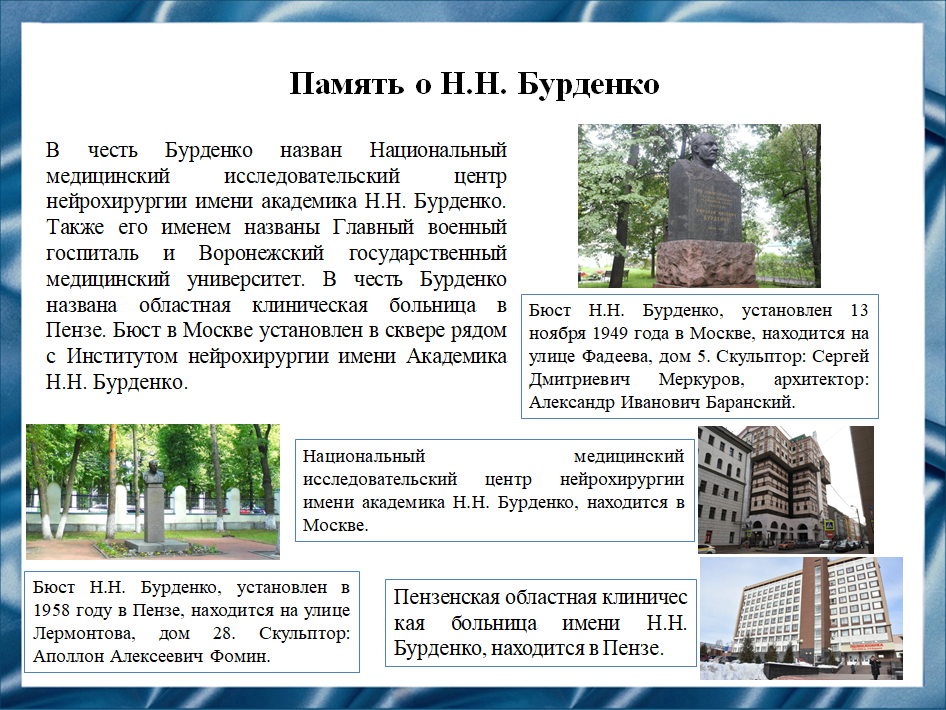 Память о Н.Н. Бурденко
В честь Бурденко назван Национальный
медицинский исследовательский центр
нейрохирургии имени академика Н.Н. Бурденко.
Также его именем названы Главный военный
госпиталь и Воронежский государственный
медицинский университет. В честь Бурденко
названа областная клиническая больница в
Пензе. Бюст в Москве установлен в сквере рядом
с Институтом нейрохирургии имени Академика
Н.Н. Бурденко.
Бюст Н.Н. Бурденко, установлен 13
ноября 1949 года в Москве, находится на
улице Фадеева, дом 5. Скульптор: Сергей
Дмитриевич Меркуров, архитектор:
Александр Иванович Баранский.
Национальный медицинский
исследовательский центр нейрохирургии
имени академика Н.Н. Бурденко, находится в
Москве.
Бюст Н.Н. Бурденко, установлен в
1958 году в Пензе, находится на улице
Лермонтова, дом 28. Скульптор:
Аполлон Алексеевич Фомин.
Пензенская областная клиничес
кая больница имени Н.Н.
Бурденко, находится в Пензе.